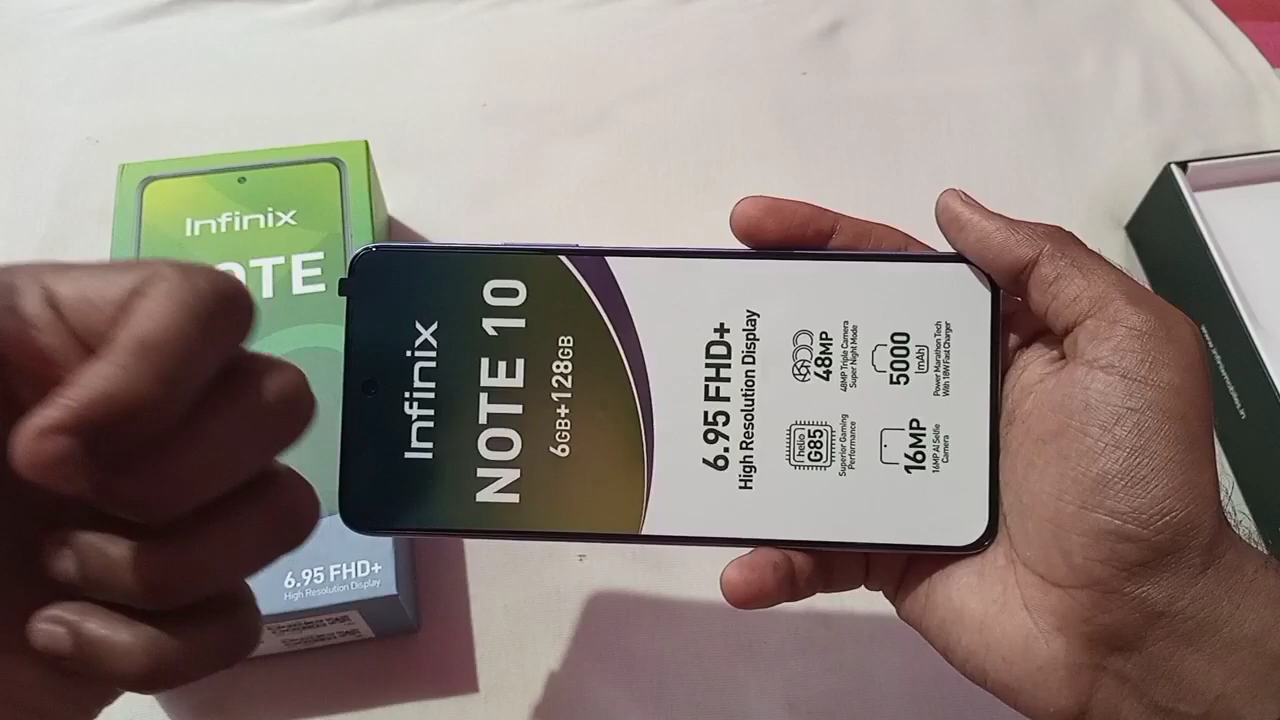 Infinix
OTE
6.95 FHD+
High Resolution Display
Infinix
NOTE 10
6GB+128GB
6.95 FHD+
High Resolution Display
helio
G85
Superior Gaming
Performance
48MP
48MP Triple Camera
Super Night Mode
16MP
16MP AI Selfie
Camera
5000
[mAh]
Power Marathon Tech
With 18W Fast Charger